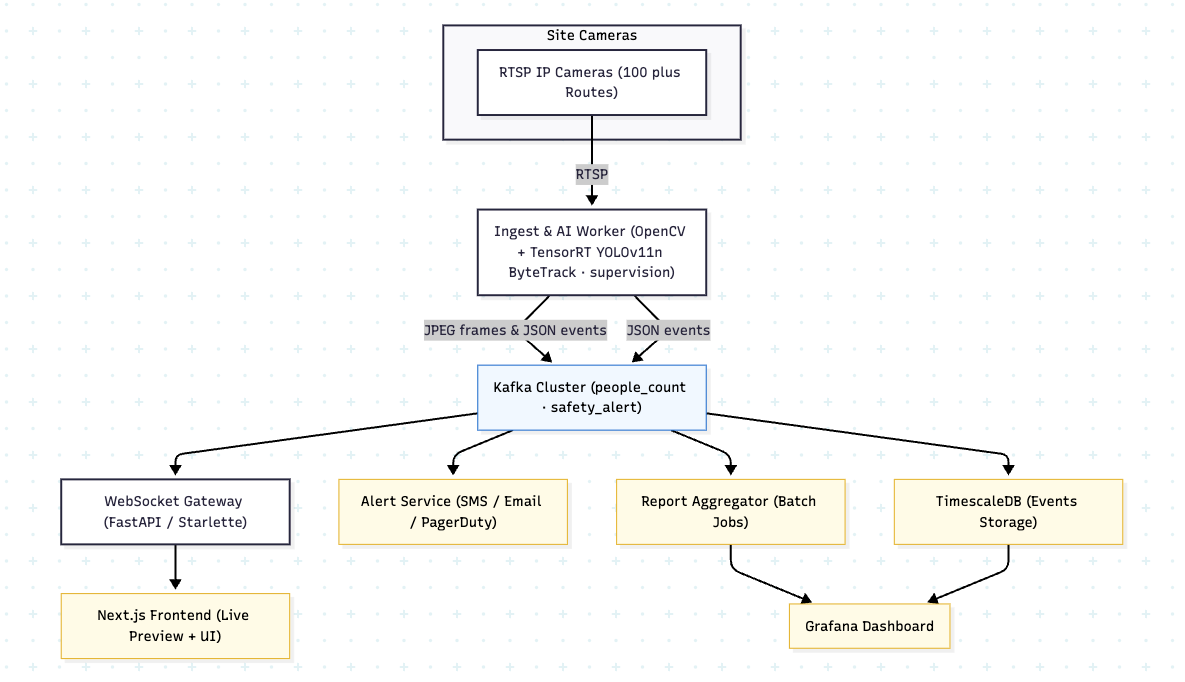 Site Cameras
RTSP IP Cameras (100 plus
Routes)
RTSP
Ingest & AI Worker (OpenCV
+ TensorRT YOLOv11n
ByteTrack · supervision)
JPEG frames & JSON events
JSON events
Kafka Cluster (people_count
· safety_alert)
WebSocket Gateway
(FastAPI / Starlette)
Alert Service (SMS / Email
/ PagerDuty)
Report Aggregator (Batch
Jobs)
TimescaleDB (Events
Storage)
Next.js Frontend (Live
Preview + UI)
Grafana Dashboard